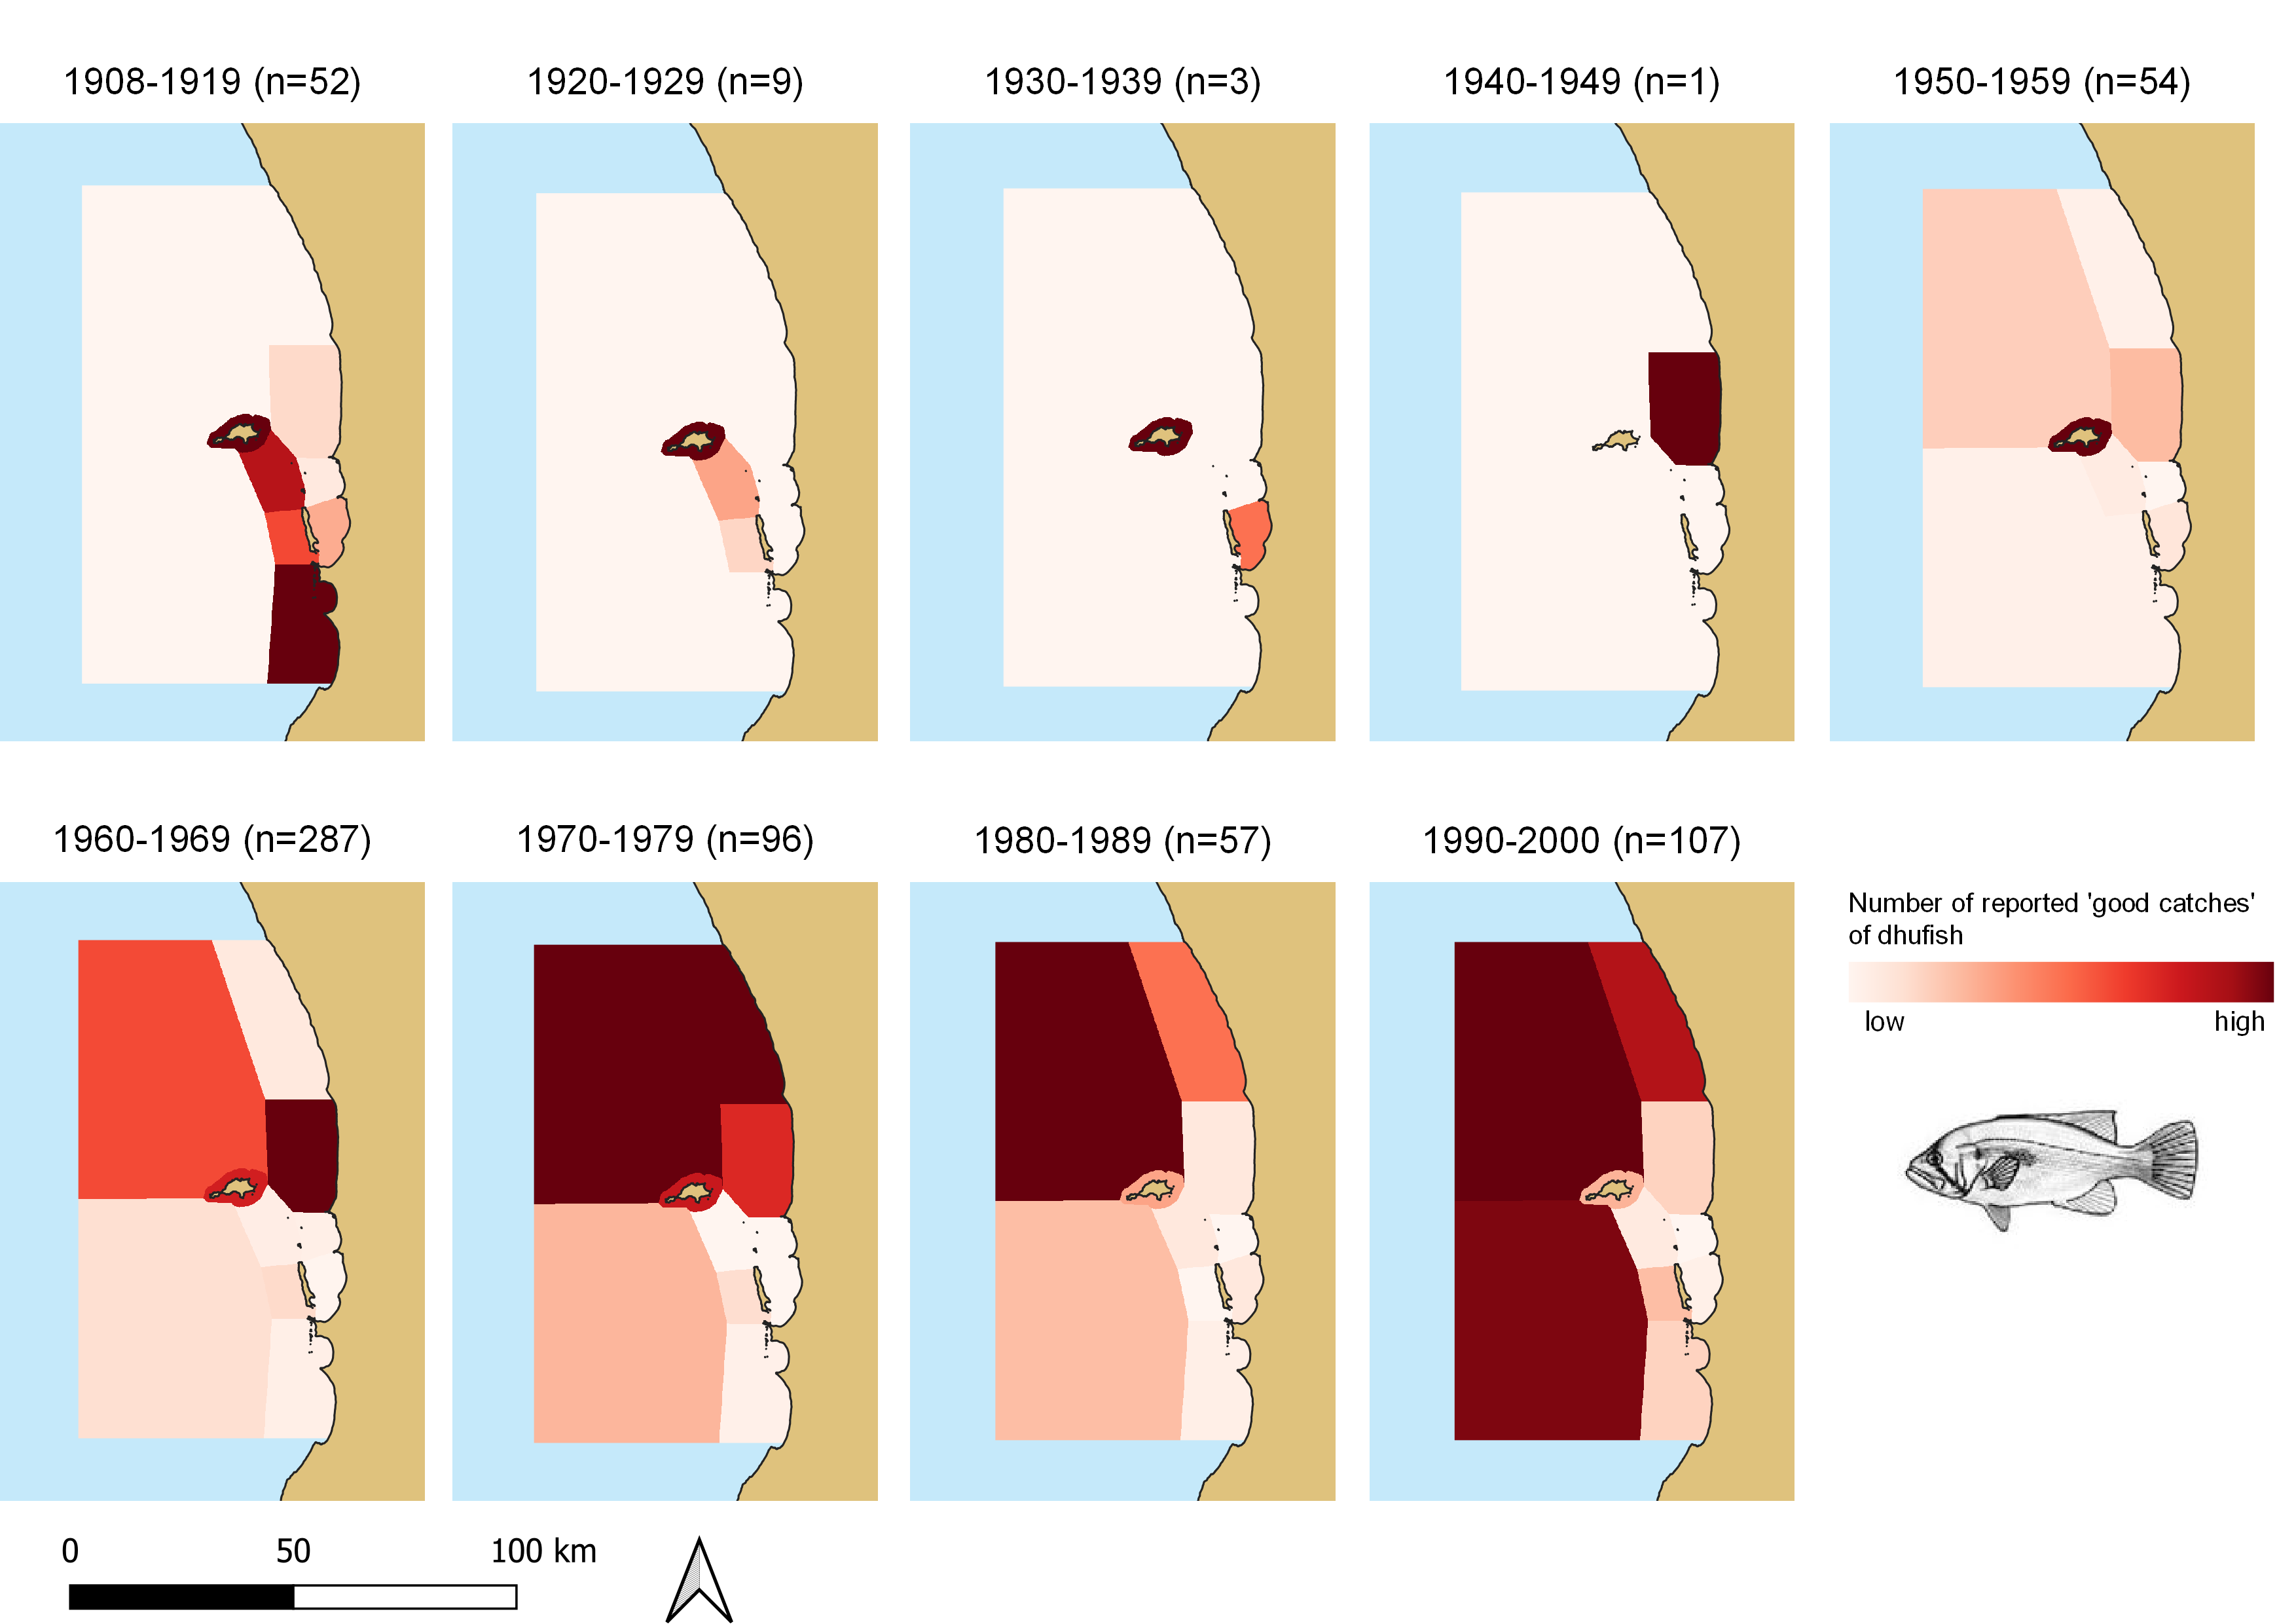 1908-1919 (n=52)
1920-1929 (n=9)
1930-1939 (n=3)
1940-1949 (n=1)
1950-1959 (n=54)
1960-1969 (n=287)
1970-1979 (n=96)
1980-1989 (n=57)
1990-2000 (n=107)
Number of reported 'good catches'
of dhufish
low high
0 50 100 km